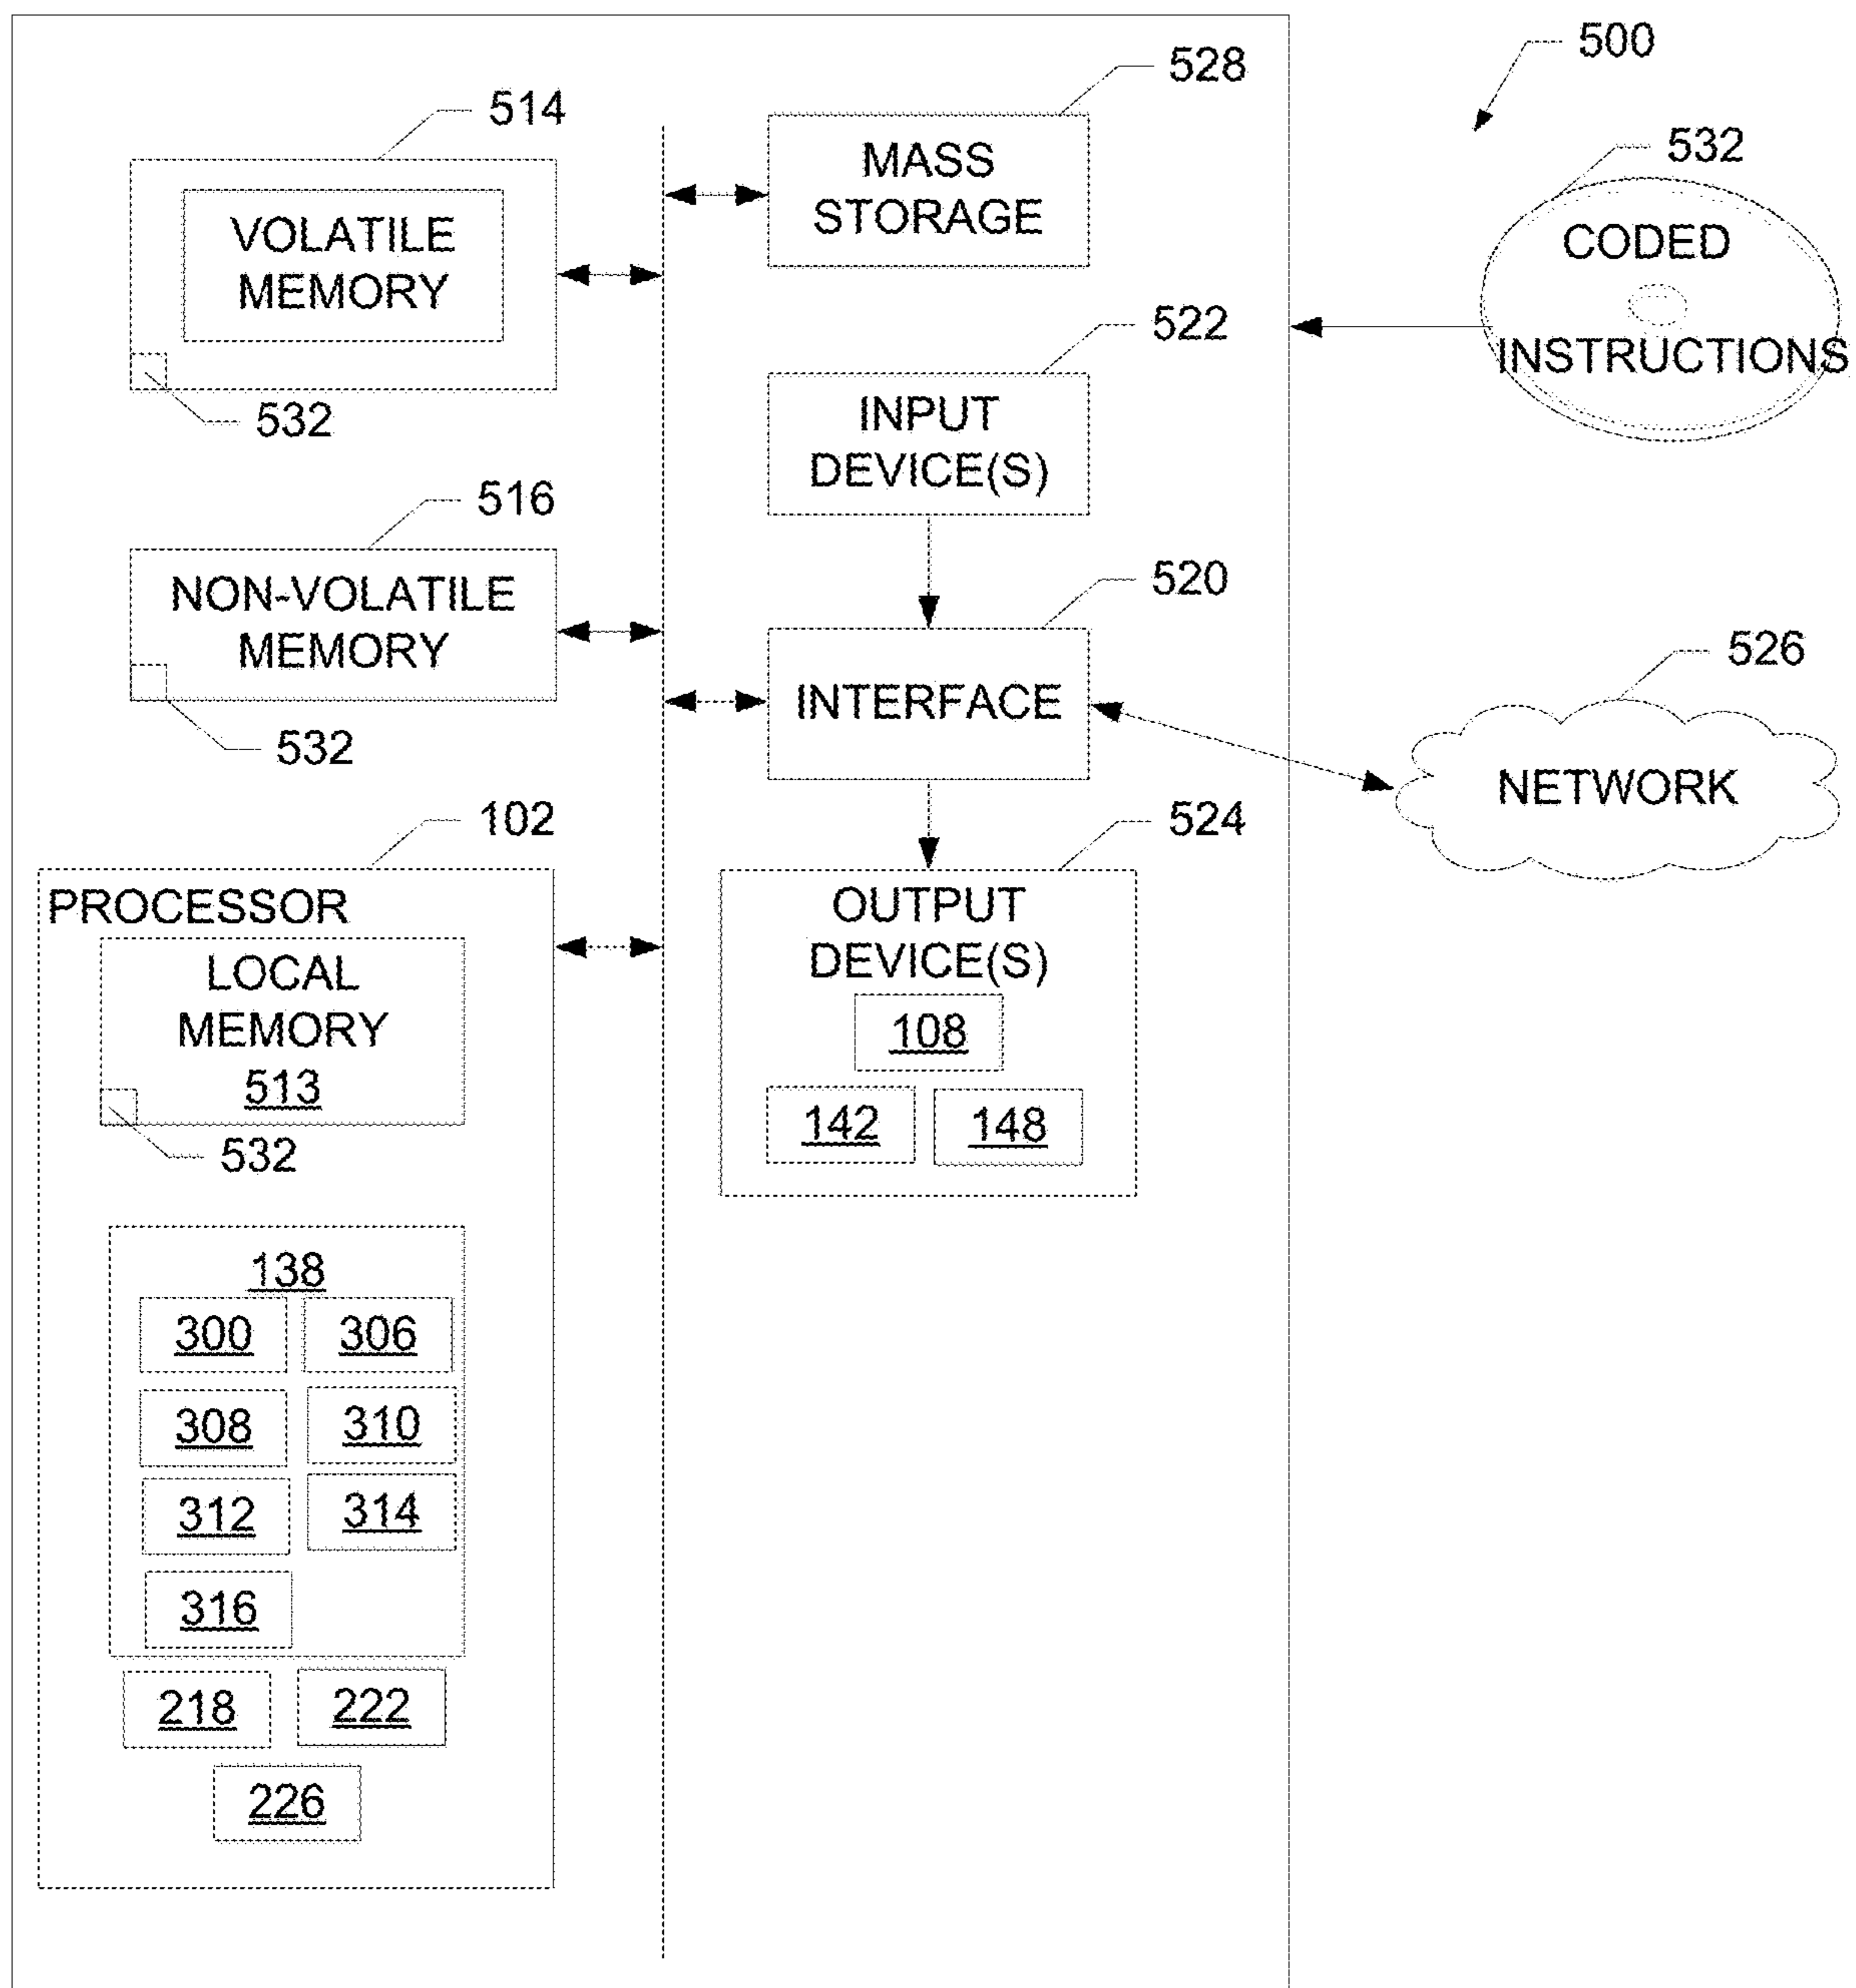 500
528
514
532
MASS
STORAGE
VOLATILE
MEMORY
CODED
INSTRUCTIONS
522
532
INPUT
DEVICE(S)
516
520
NON-VOLATILE
MEMORY
INTERFACE
526
532
NETWORK
102
524
PROCESSOR
OUTPUT
DEVICE(S)
LOCAL
MEMORY
513
108
142 148
532
138
300 306
308 310
312 314
316
218 222
226